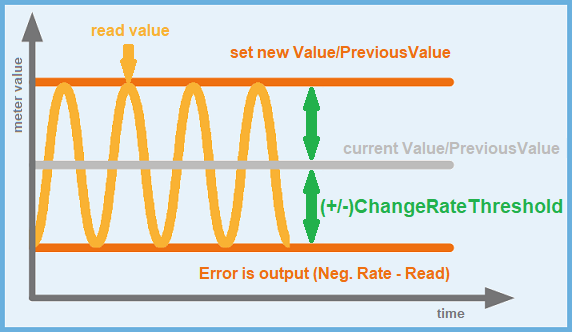 read value
set new Value/PreviousValue
meter value
current Value/PreviousValue
(+/-)ChangeRateThreshold
Error is output (Neg. Rate - Read)
time